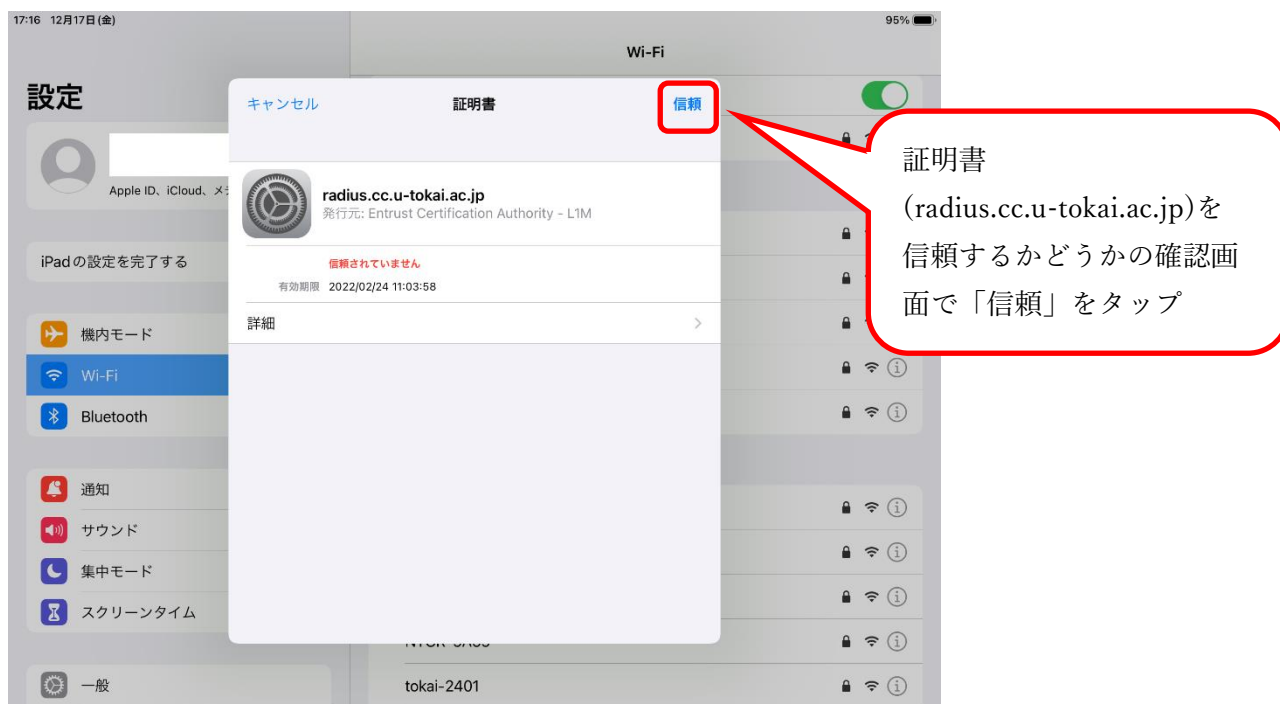 17:16 12月17日(金)
95%
Wi-Fi
設定
キャンセル
証明書
信頼
Apple ID、iCloud、
radius.cc.u-tokai.ac.jp
発行元: Entrust Certification Authority - L1M
信頼されていません
有効期限 2022/02/24 11:03:58
詳細
iPadの設定を完了する
機内モード
Wi-Fi
Bluetooth
通知
サウンド
集中モード
スクリーンタイム
一般
tokai-2401
証明書
(radius.cc.u-tokai.ac.jp)を
信頼するかどうかの確認画
面で「信頼」をタップ